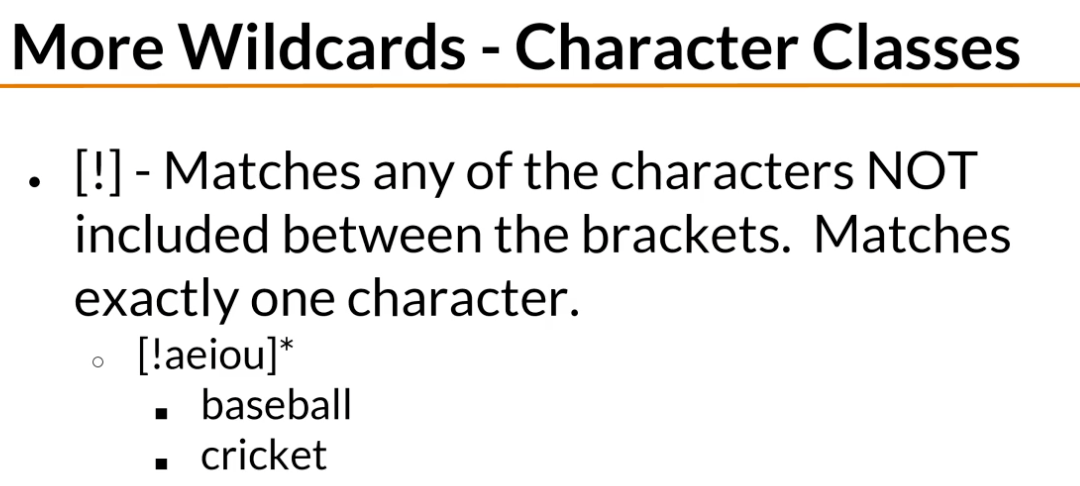 More Wildcards - Character Classes
• [!] - Matches any of the characters NOT
included between the brackets.  Matches
exactly one character.
○ [!aeiou]*
■ baseball
■ cricket